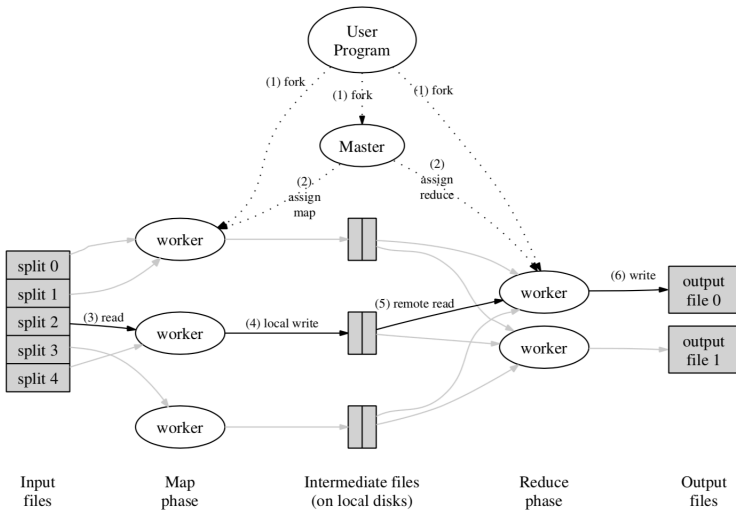 User
Program
(1) fork
(1) fork
(1) fork
Master
(2)
assign
map
(2)
assign
reduce
worker
split 0
split 1
split 2
split 3
split 4
(3) read
worker
(4) local write
(5) remote read
worker
(6) write
output
file 0
worker
output
file 1
worker
Input
files
Map
phase
Intermediate files
(on local disks)
Reduce
phase
Output
files